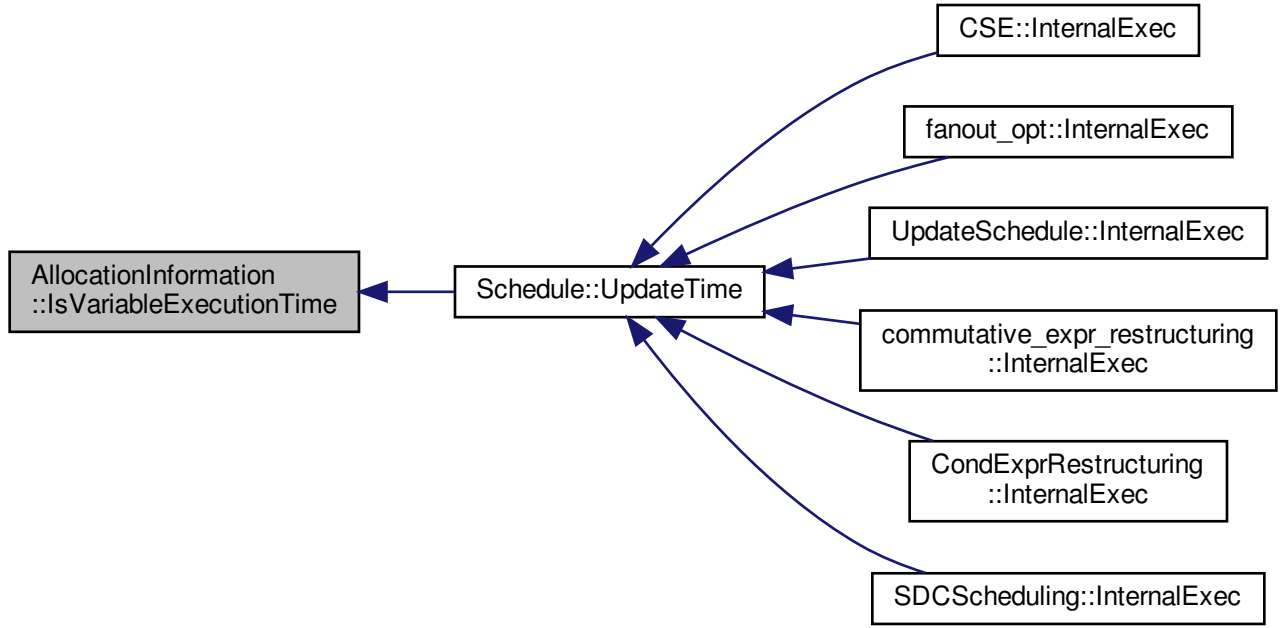 CSE::InternalExec
fanout_opt::InternalExec
UpdateSchedule::InternalExec
AllocationInformation
::IsVariableExecutionTime
Schedule::UpdateTime
commutative_expr_restructuring
::InternalExec
CondExprRestructuring
::InternalExec
SDCScheduling::InternalExec